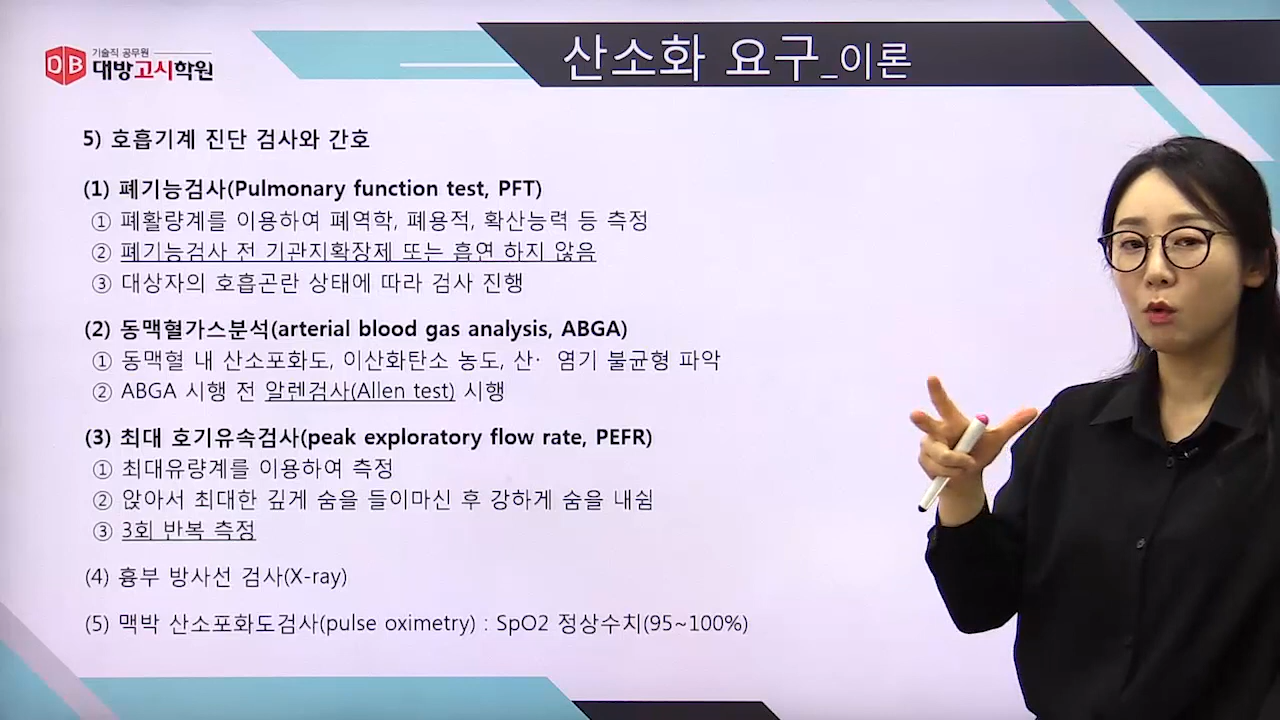 기술직 공무원
DB 대방고시학원
산소화 요구_이론
5) 호흡기계 진단 검사와 간호
(1) 폐기능검사(Pulmonary function test, PFT)
① 폐활량계를 이용하여 폐역학, 폐용적, 확산능력 등 측정
② 폐기능검사 전 기관지확장제 또는 흡연 하지 않음
③ 대상자의 호흡곤란 상태에 따라 검사 진행
(2) 동맥혈가스분석(arterial blood gas analysis, ABGA)
① 동맥혈 내 산소포화도, 이산화탄소 농도, 산· 염기 불균형 파악
② ABGA 시행 전 알렌검사(Allen test) 시행
(3) 최대 호기유속검사(peak exploratory flow rate, PEFR)
① 최대유량계를 이용하여 측정
② 앉아서 최대한 깊게 숨을 들이마신 후 강하게 숨을 내쉼
③ 3회 반복 측정
(4) 흉부 방사선 검사(X-ray)
(5) 맥박 산소포화도검사(pulse oximetry) : SpO2 정상수치(95~100%)